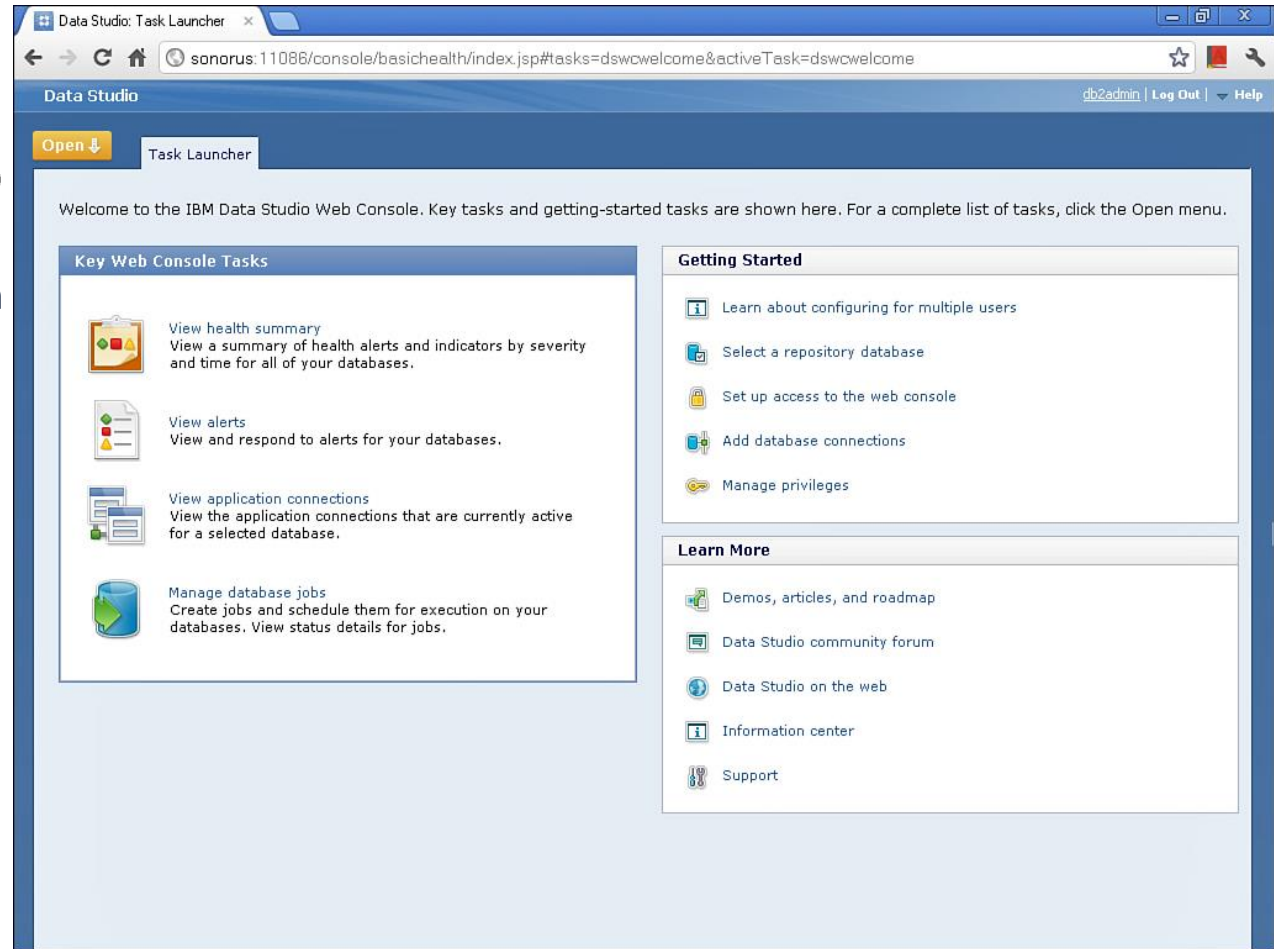 Data Studio: Task Launcher
sonorus:11086/console/basichealth/index.jsp#tasks=dswcwelcome&activeTask=dswcwelcome
Data Studio
db2admin | Log Out | Help
Open
Task Launcher
Welcome to the IBM Data Studio Web Console. Key tasks and getting-started tasks are shown here. For a complete list of tasks, click the Open menu.
Key Web Console Tasks
View health summary
View a summary of health alerts and indicators by severity
and time for all of your databases.
View alerts
View and respond to alerts for your databases.
View application connections
View the application connections that are currently active
for a selected database.
Manage database jobs
Create jobs and schedule them for execution on your
databases. View status details for jobs.
Getting Started
Learn about configuring for multiple users
Select a repository database
Set up access to the web console
Add database connections
Manage privileges
Learn More
Demos, articles, and roadmap
Data Studio community forum
Data Studio on the web
Information center
Support